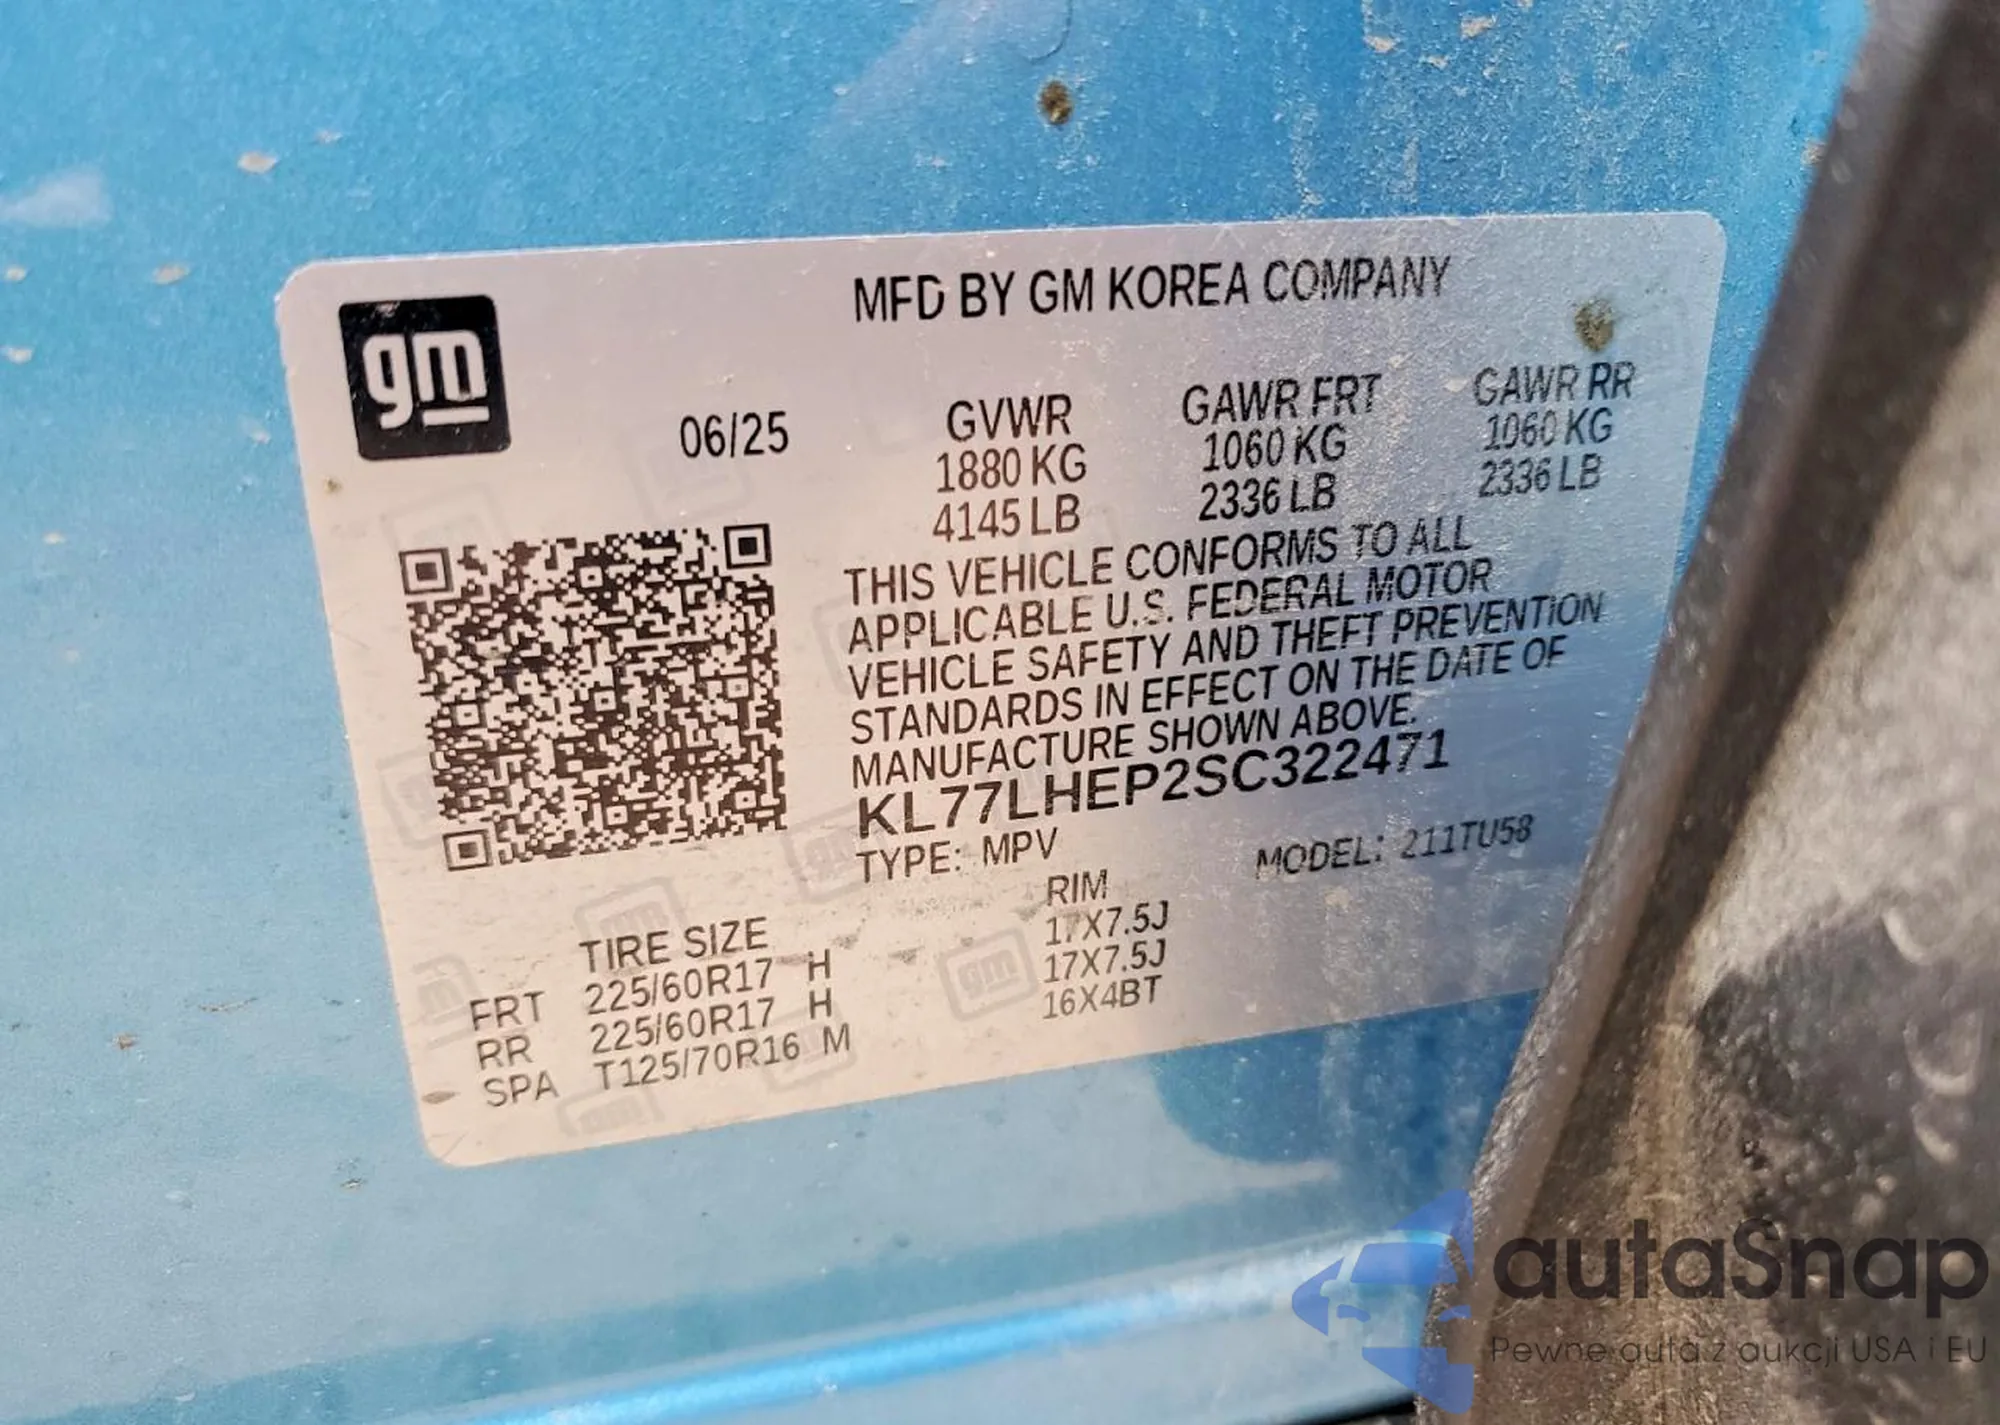 gm
MFD BY GM KOREA COMPANY
06/25 GVWR GAWR FRT GAWR RR
1880 KG 1060 KG 1060 KG
4145 LB 2336 LB 2336 LB
THIS VEHICLE CONFORMS TO ALL
APPLICABLE U.S. FEDERAL MOTOR
VEHICLE SAFETY AND THEFT PREVENTION
STANDARDS IN EFFECT ON THE DATE OF
MANUFACTURE SHOWN ABOVE.
KL77LHEP2SC322471
TYPE: MPV MODEL: 211TU58
TIRE SIZE RIM
FRT 225/60R17 H 17X7.5J
RR 225/60R17 H 17X7.5J
SPA T125/70R16 M 16X4BT
autaSnap
Pewne auta z aukcji USA i EU